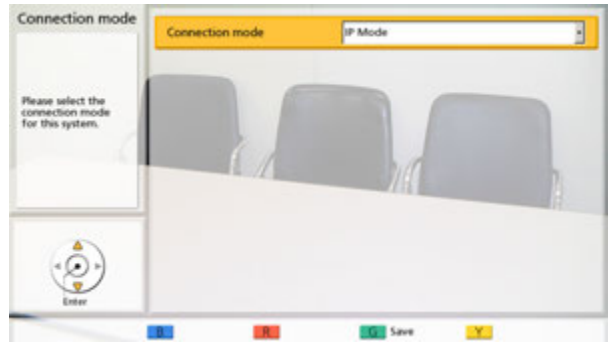 Connection mode
Connection mode
IP Mode
Please select the
connection mode
for this system.
Enter
B
R
G Save
Y